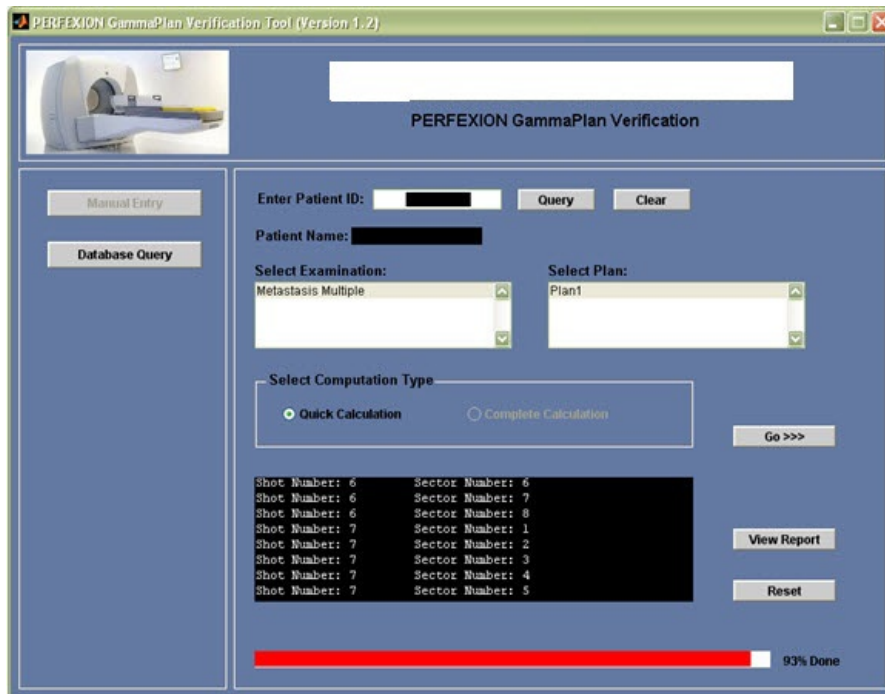 PERFEXION GammaPlan Verification Tool (Version 1.2)
PERFEXION GammaPlan Verification
Manual Entry
Database Query
Enter Patient ID:
Query
Clear
Patient Name:
Select Examination:
Select Plan:
Metastasis Multiple
Plan1
Select Computation Type
Quick Calculation
Complete Calculation
Go >>>
Shot Number: 6 Sector Number: 6
Shot Number: 6 Sector Number: 7
Shot Number: 6 Sector Number: 8
Shot Number: 7 Sector Number: 1
Shot Number: 7 Sector Number: 2
Shot Number: 7 Sector Number: 3
Shot Number: 7 Sector Number: 4
Shot Number: 7 Sector Number: 5
View Report
Reset
93% Done